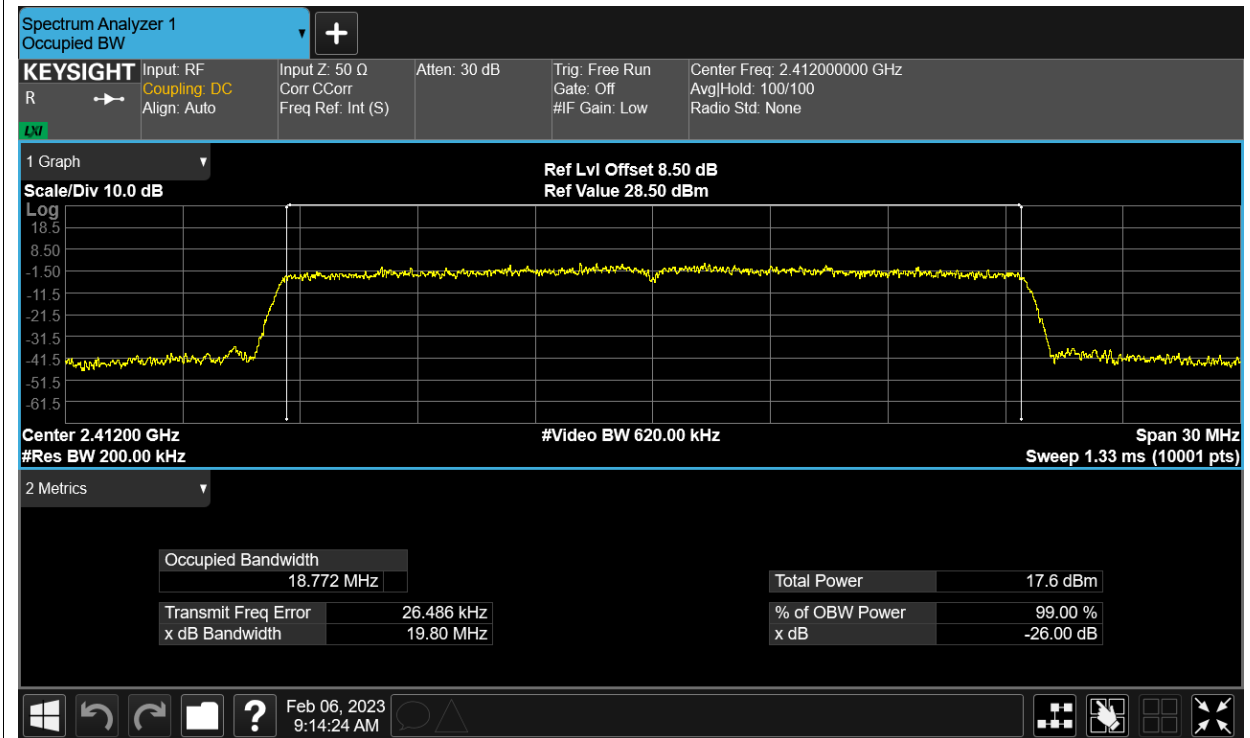 Spectrum Analyzer 1
Occupied BW
KEYSIGHT
R
LXI
Input: RF
Coupling: DC
Align: Auto
Input Z: 50 Ω
Corr CCorr
Freq Ref: Int (S)
Atten: 30 dB
Trig: Free Run
Gate: Off
#IF Gain: Low
Center Freq: 2.412000000 GHz
Avg|Hold: 100/100
Radio Std: None
1 Graph
Scale/Div 10.0 dB
Ref Lvl Offset 8.50 dB
Ref Value 28.50 dBm
Log
18.5
8.50
-1.50
-11.5
-21.5
-31.5
-41.5
-51.5
-61.5
Center 2.41200 GHz
#Res BW 200.00 kHz
#Video BW 620.00 kHz
Span 30 MHz
Sweep 1.33 ms (10001 pts)
2 Metrics
Occupied Bandwidth
18.772 MHz
Transmit Freq Error 26.486 kHz
x dB Bandwidth 19.80 MHz
Total Power 17.6 dBm
% of OBW Power 99.00 %
x dB -26.00 dB
?
Feb 06, 2023
9:14:24 AM